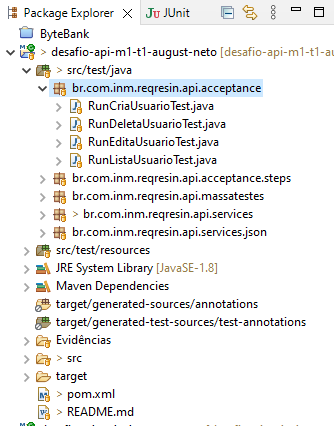 Package Explorer JUnit
ByteBank
> desafio-api-m1-t1-august-neto [desafio-api-m1-t1-au
> src/test/java
br.com.inm.reqresin.api.acceptance
RunCriaUsuarioTest.java
RunDeletaUsuarioTest.java
RunEditaUsuarioTest.java
RunListaUsuarioTest.java
br.com.inm.reqresin.api.acceptance.steps
br.com.inm.reqresin.api.massatestes
> br.com.inm.reqresin.api.services
br.com.inm.reqresin.api.services.json
src/test/resources
JRE System Library [JavaSE-1.8]
Maven Dependencies
target/generated-sources/annotations
target/generated-test-sources/test-annotations
Evidências
> src
target
> pom.xml
> README.md